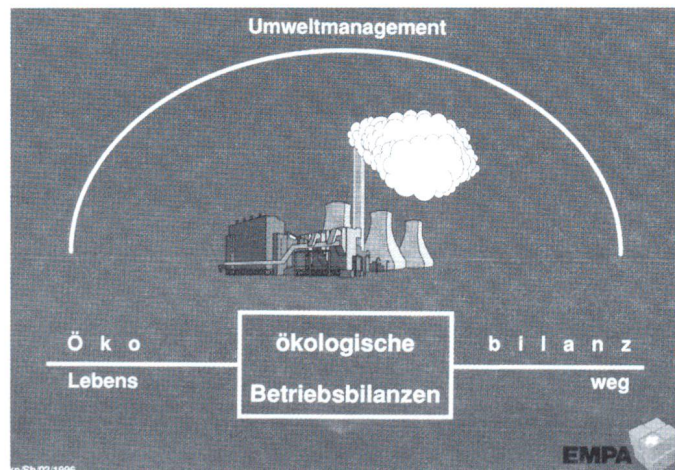 Umweltmanagement
Ö k o
ökologische
b i l a n z
Lebens
Betriebsbilanzen
weg
EMPA